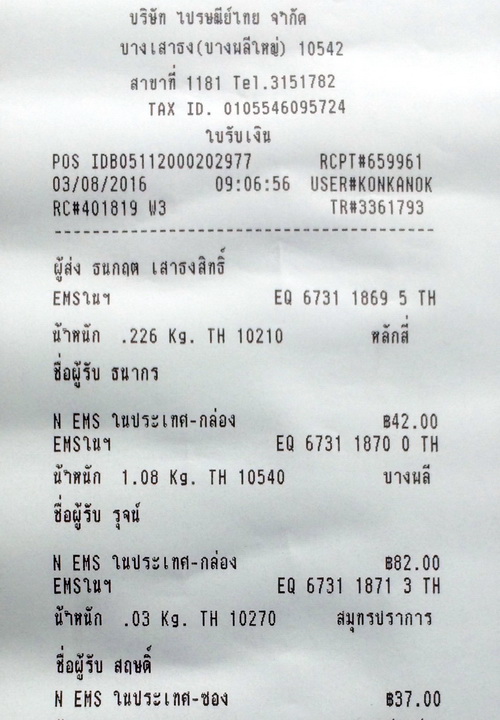 บริษัท ไปรษณีย์ไทย จำกัด
บางเสาธง(บางพลีใหญ่) 10542
สาขาที่ 1181 Tel.3151782
TAX ID. 0105546095724
ใบรับเงิน
POS IDB05112000202977 RCPT#659961
03/08/2016 09:06:56 USER#KONKANOK
RC#401819 W3 TR#3361793
ผู้ส่ง ธนกฤต เสาธงสิทธิ์
EMSในฯ EQ 6731 1869 5 TH
น้ำหนัก .226 Kg. TH 10210 หลักสี่
ชื่อผู้รับ ธนากร
N EMS ในประเทศ-กล่อง ฿42.00
EMSในฯ EQ 6731 1870 0 TH
น้ำหนัก 1.08 Kg. TH 10540 บางพลี
ชื่อผู้รับ รุจน์
N EMS ในประเทศ-กล่อง ฿82.00
EMSในฯ EQ 6731 1871 3 TH
น้ำหนัก .03 Kg. TH 10270 สมุทรปราการ
ชื่อผู้รับ สฤษดิ์
N EMS ในประเทศ-ซอง ฿37.00